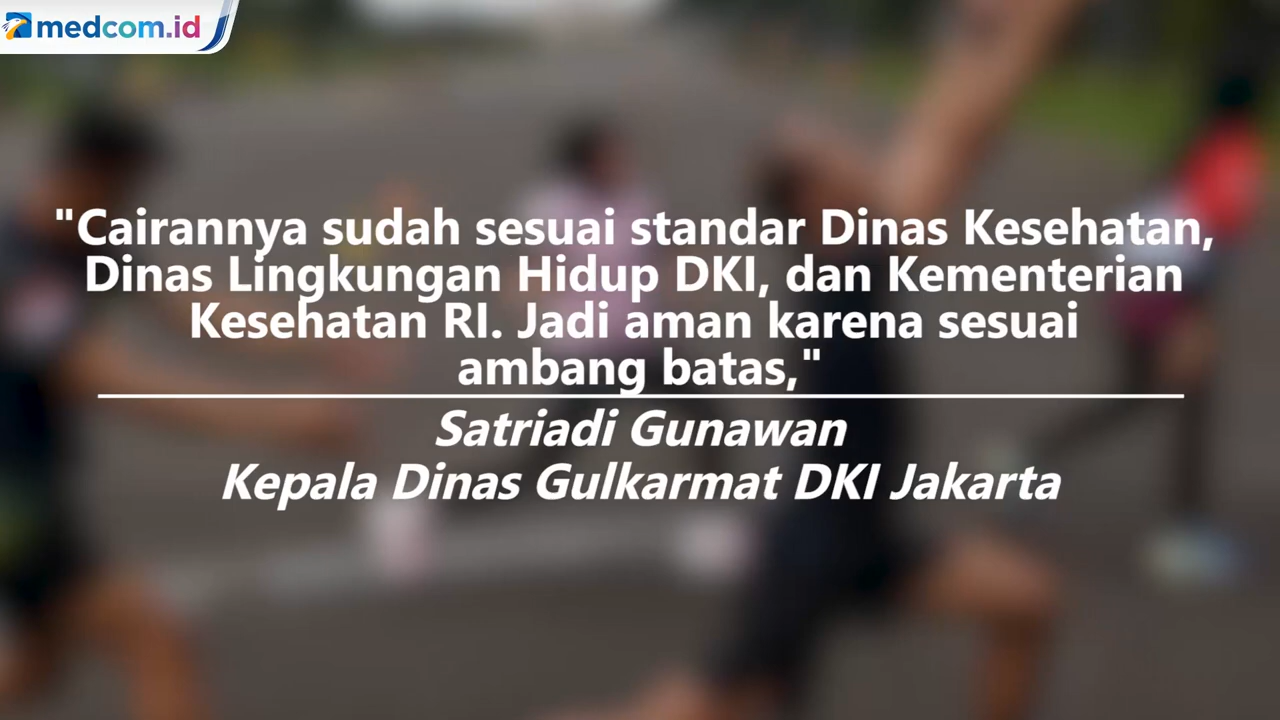 medcom.id
"Cairannya sudah sesuai standar Dinas Kesehatan,
Dinas Lingkungan Hidup DKI, dan Kementerian
Kesehatan RI. Jadi aman karena sesuai
ambang batas,"
Satriadi Gunawan
Kepala Dinas Gulkarmat DKI Jakarta